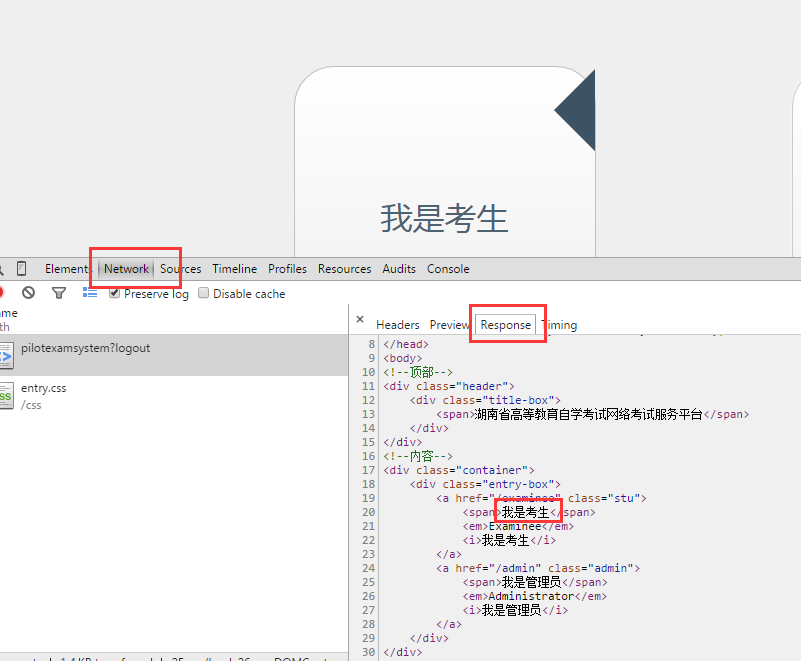 我是考生
Elements Network Sources Timeline Profiles Resources Audits Console
Preserve log Disable cache
Headers Preview Response Timing
pilotexamsystem?logout
entry.css
/css
8 </head>
9 <body>
10 <!--顶部-->
11 <div class="header">
12 <div class="title-box">
13 <span>湖南省高等教育自学考试网络考试服务平台</span>
14 </div>
15 </div>
16 <!--内容-->
17 <div class="container">
18 <div class="entry-box">
19 <a href="/examinee" class="stu">
20 <span>我是考生</span>
21 <em>Examinee</em>
22 <i>我是考生</i>
23 </a>
24 <a href="/admin" class="admin">
25 <span>我是管理员</span>
26 <em>Administrator</em>
27 <i>我是管理员</i>
28 </a>
29 </div>
30 </div>